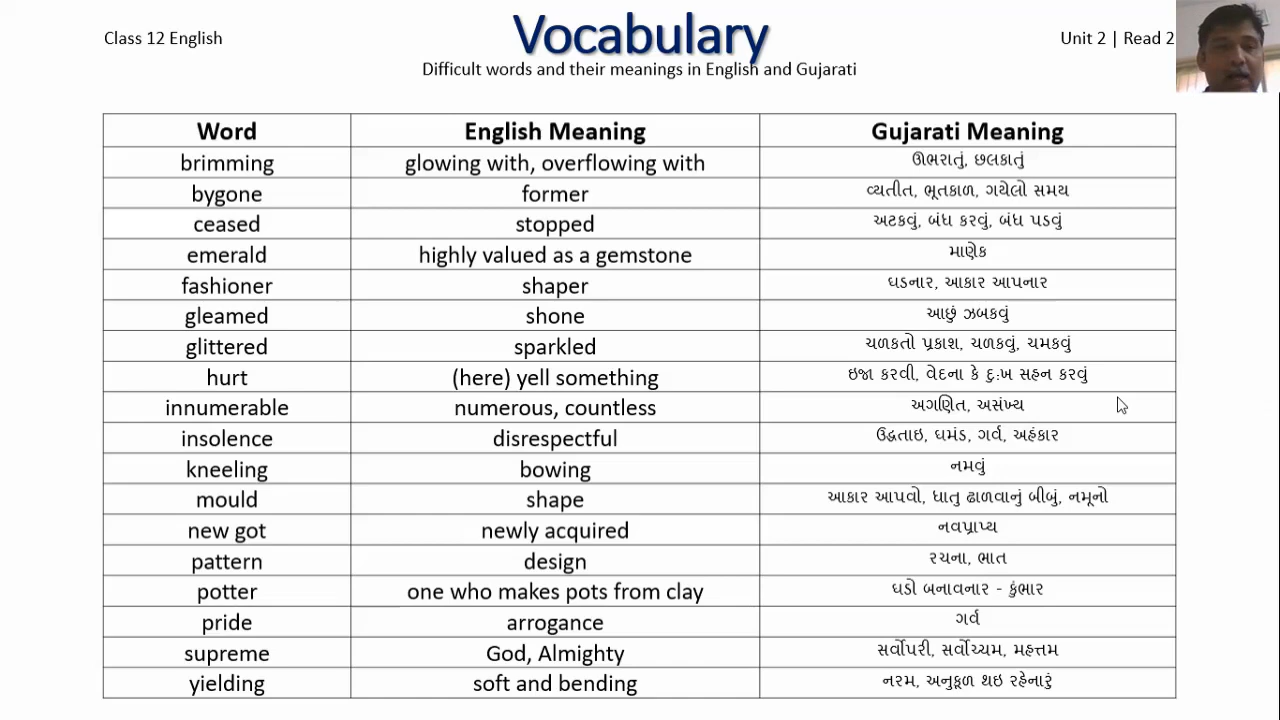 Class 12 English
Vocabulary
Unit 2 | Read 2
Difficult words and their meanings in English and Gujarati
Word English Meaning Gujarati Meaning
brimming glowing with, overflowing with ઊભરાતું, છલકાતું
bygone former વ્યતીત, ભૂતકાળ, ગયેલો સમય
ceased stopped અટકવું, બંધ કરવું, બંધ પડવું
emerald highly valued as a gemstone માણેક
fashioner shaper ઘડનાર, આકાર આપનાર
gleamed shone આછું ઝબકવું
glittered sparkled ચળકતો પ્રકાશ, ચળકવું, ચમકવું
hurt (here) yell something ઇજા કરવી, વેદના કે દુ:ખ સહન કરવું
innumerable numerous, countless અગણિત, અસંખ્ય
insolence disrespectful ઉદ્ધતાઇ, ઘમંડ, ગર્વ, અહંકાર
kneeling bowing નમવું
mould shape આકાર આપવો, ધાતુ ઢાળવાનું બીબું, નમૂનો
new got newly acquired નવપ્રાપ્ય
pattern design રચના, ભાત
potter one who makes pots from clay ઘડો બનાવનાર - કુંભાર
pride arrogance ગર્વ
supreme God, Almighty સર્વોપરી, સર્વોચ્ચમ, મહત્તમ
yielding soft and bending નરમ, અનુકૂળ થઇ રહેનારું